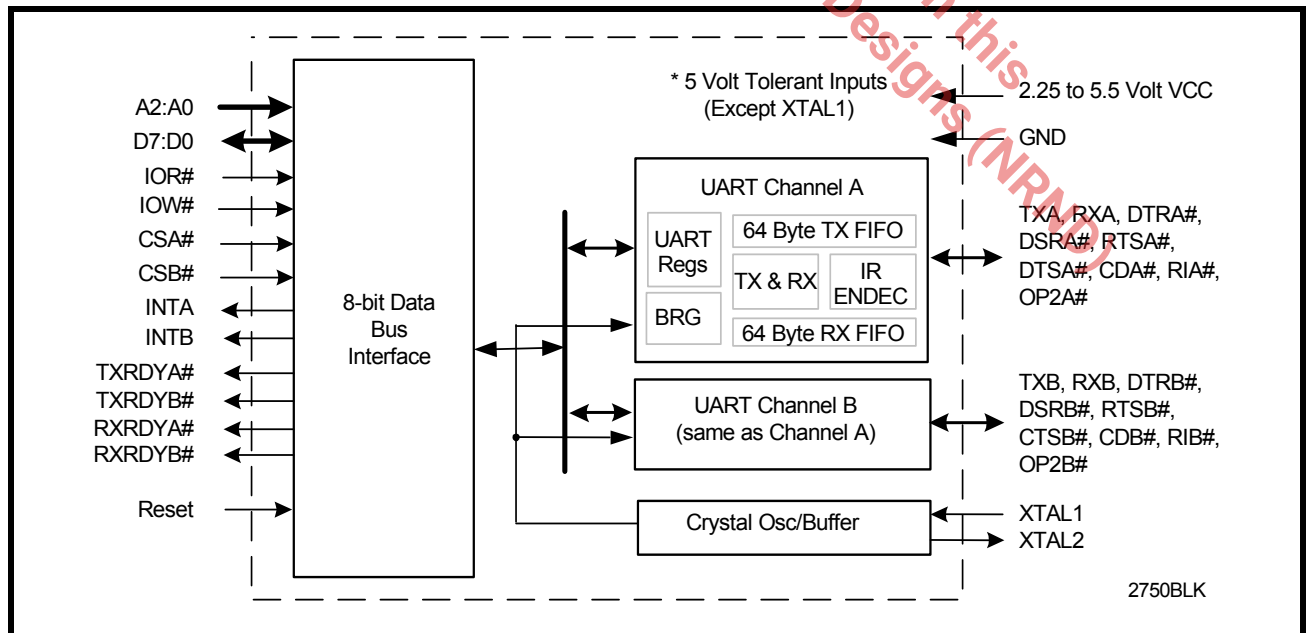 m this
Designs (NRND)
* 5 Volt Tolerant Inputs
(Except XTAL1)
2.25 to 5.5 Volt VCC
GND
A2:A0
D7:D0
IOR#
IOW#
CSA#
CSB#
INTA
INTB
TXRDYA#
TXRDYB#
RXRDYA#
RXRDYB#
Reset
8-bit Data
Bus
Interface
UART Channel A
UART
Regs
BRG
64 Byte TX FIFO
TX & RX
IR
ENDEC
64 Byte RX FIFO
TXA, RXA, DTRA#,
DSRA#, RTSA#,
DTSA#, CDA#, RIA#,
OP2A#
UART Channel B
(same as Channel A)
TXB, RXB, DTRB#,
DSRB#, RTSB#,
CTSB#, CDB#, RIB#,
OP2B#
Crystal Osc/Buffer
XTAL1
XTAL2
2750BLK